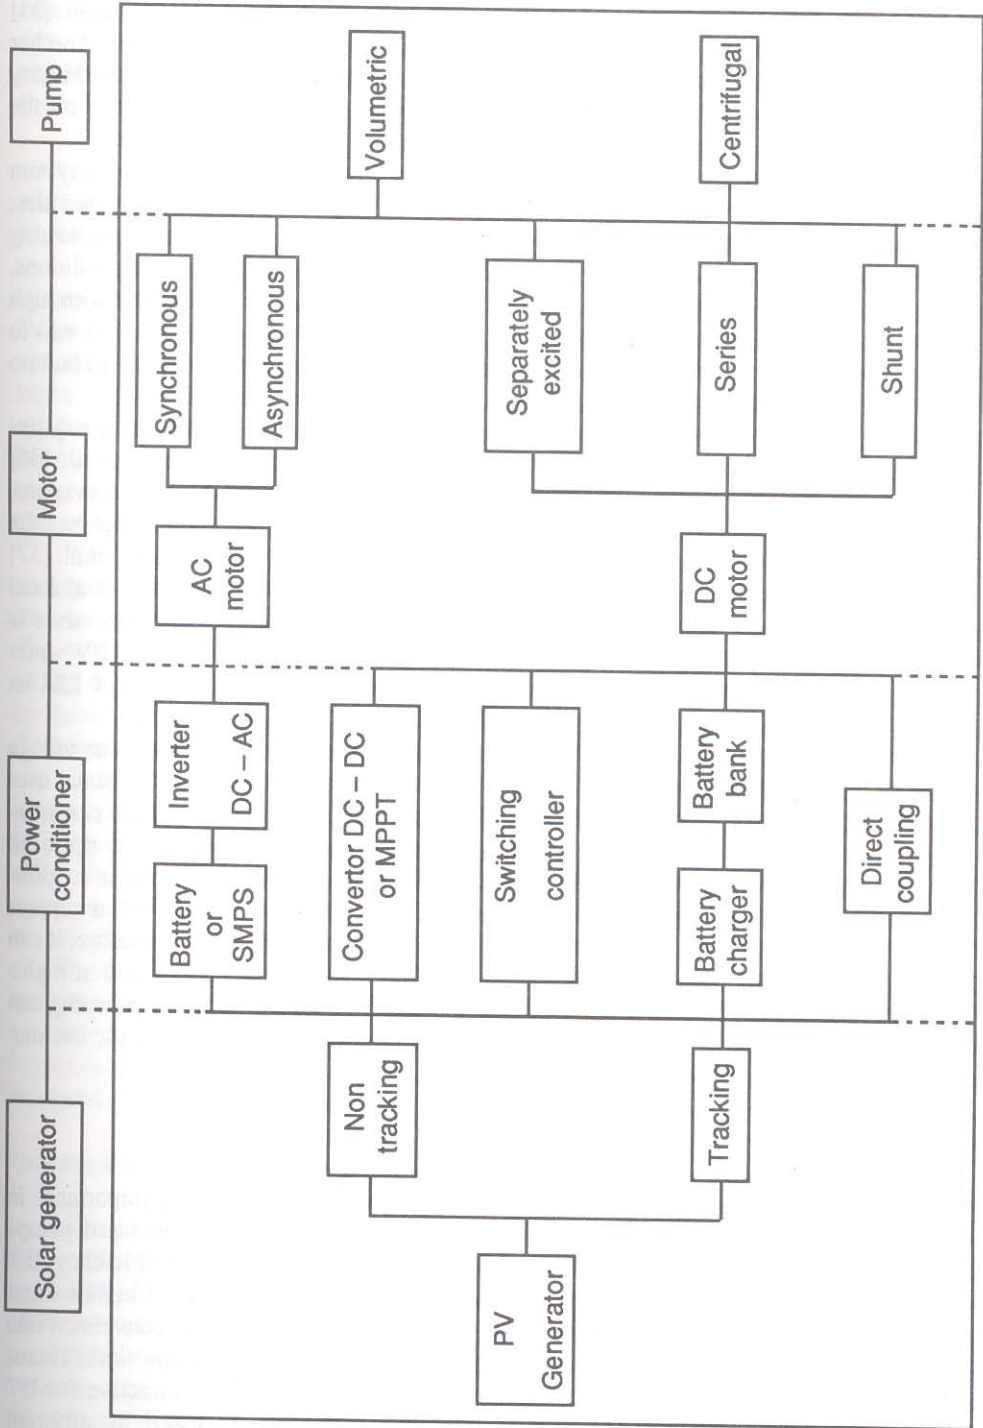 Solar generator
Power
conditioner
Motor
Pump
PV
Generator
Non
tracking
Tracking
Battery
or
SMPS
Inverter
DC – AC
Convertor DC – DC
or MPPT
Switching
controller
Battery
charger
Battery
bank
Direct
coupling
AC
motor
DC
motor
Synchronous
Asynchronous
Separately
excited
Series
Shunt
Volumetric
Centrifugal